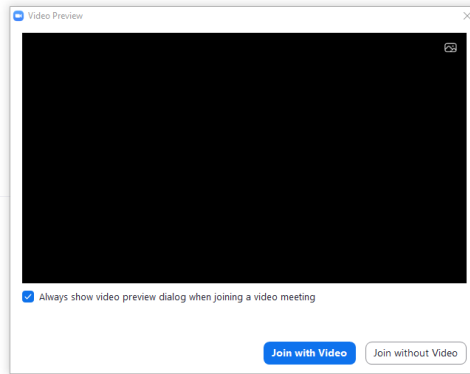 Video Preview
Always show video preview dialog when joining a video meeting
Join with Video
Join without Video